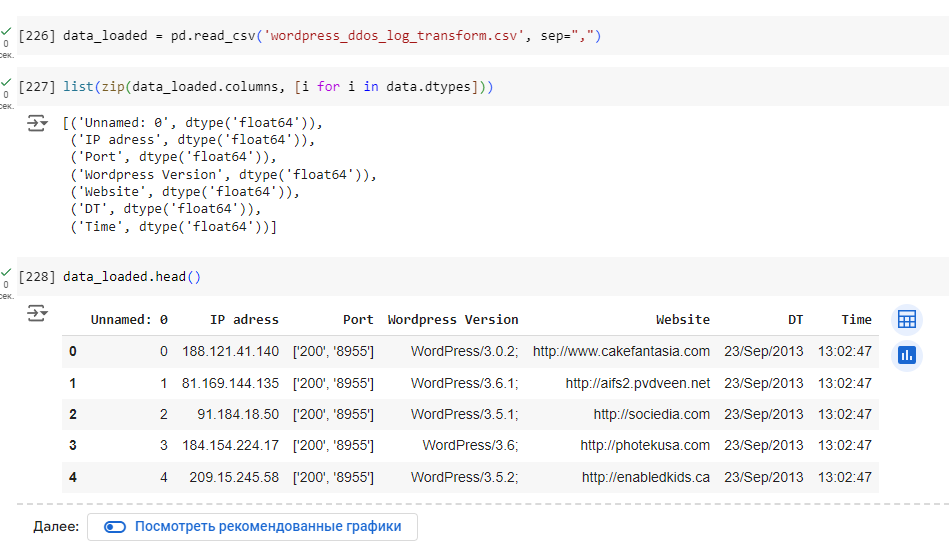 [226] data_loaded = pd.read_csv('wordpress_ddos_log_transform.csv', sep=",")
0
сек.
[227] list(zip(data_loaded.columns, [i for i in data.dtypes]))
0
сек.
[('Unnamed: 0', dtype('float64')),
('IP adress', dtype('float64')),
('Port', dtype('float64')),
('Wordpress Version', dtype('float64')),
('Website', dtype('float64')),
('DT', dtype('float64')),
('Time', dtype('float64'))]
[228] data_loaded.head()
0
сек.
Unnamed: 0 IP adress Port Wordpress Version Website DT Time
0 0 188.121.41.140 ['200', '8955'] WordPress/3.0.2; http://www.cakefantasia.com 23/Sep/2013 13:02:47
1 1 81.169.144.135 ['200', '8955'] WordPress/3.6.1; http://aifs2.pvdveen.net 23/Sep/2013 13:02:47
2 2 91.184.18.50 ['200', '8955'] WordPress/3.5.1; http://sociedia.com 23/Sep/2013 13:02:47
3 3 184.154.224.17 ['200', '8955'] WordPress/3.6; http://photekusa.com 23/Sep/2013 13:02:47
4 4 209.15.245.58 ['200', '8955'] WordPress/3.5.2; http://enabledkids.ca 23/Sep/2013 13:02:47
Далее: Посмотреть рекомендованные графики